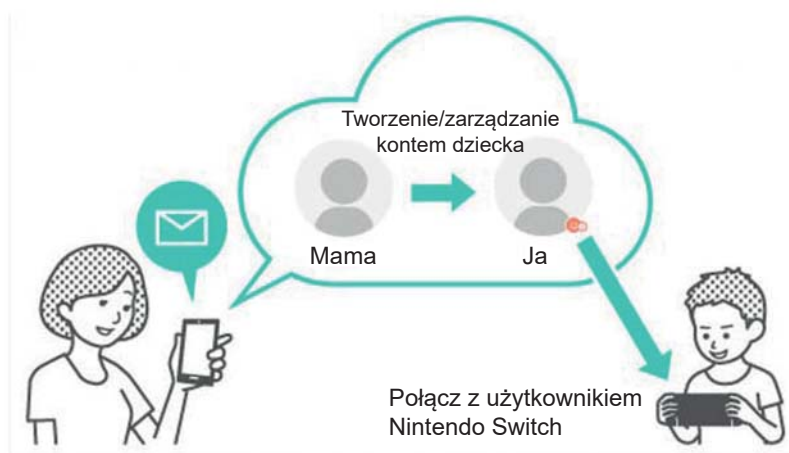 Tworzenie/zarządzanie
kontem dziecka
Mama
Ja
Połącz z użytkownikiem
Nintendo Switch